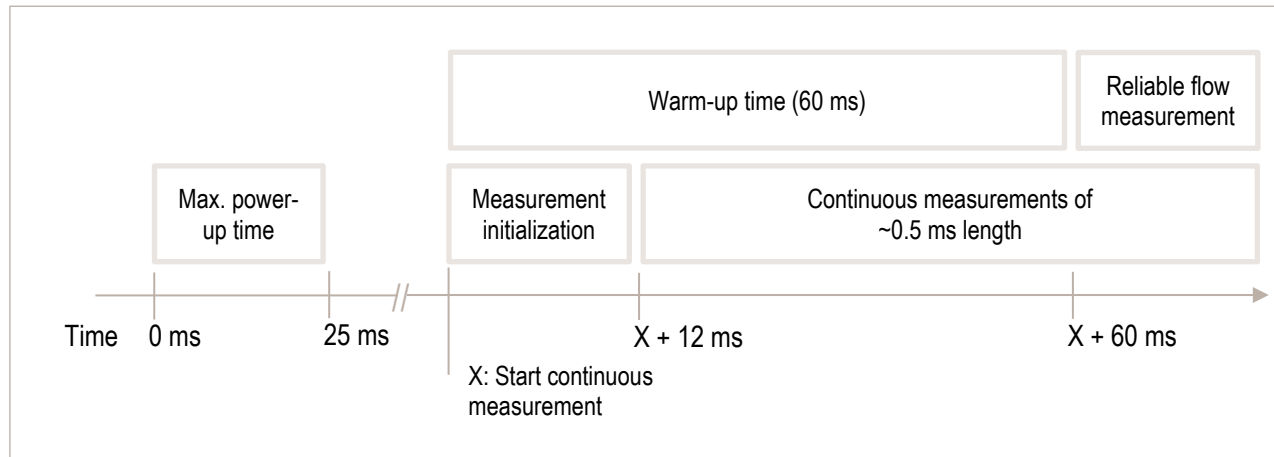 Warm-up time (60 ms)
Reliable flow
measurement
Max. power-
up time
Measurement
initialization
Continuous measurements of
~0.5 ms length
Time 0 ms 25 ms X + 12 ms X + 60 ms
X: Start continuous
measurement